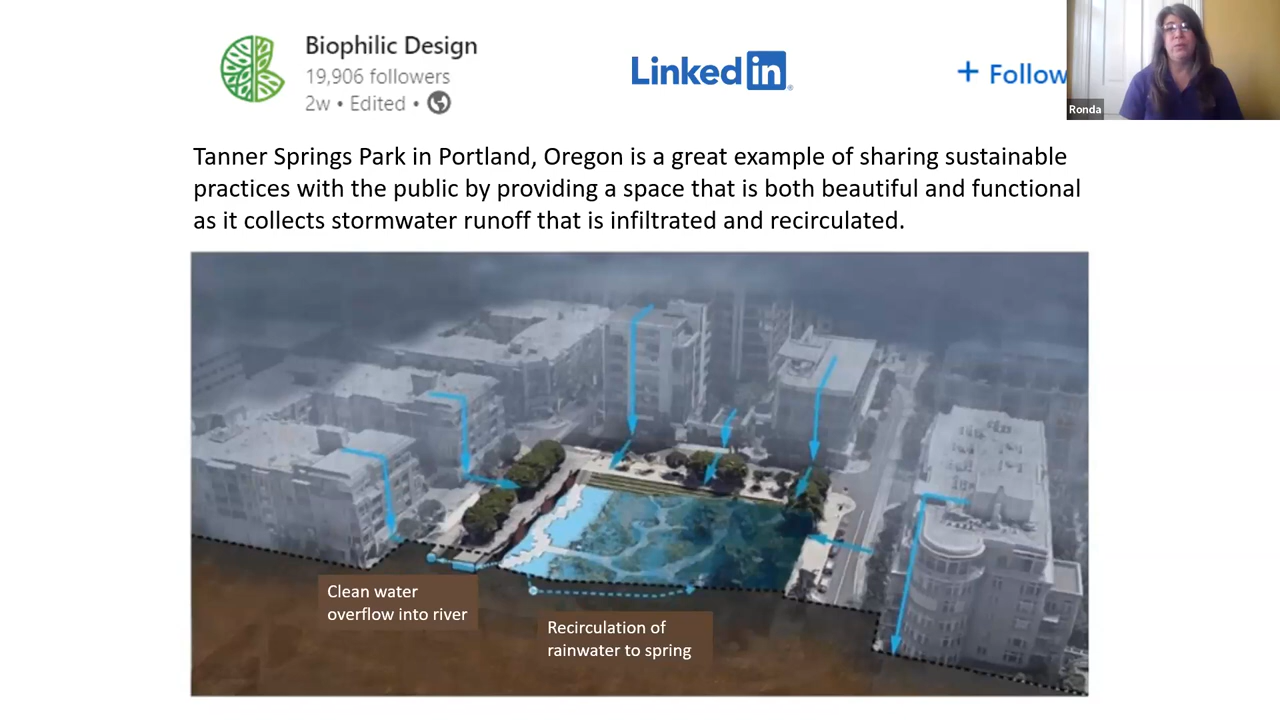 Biophilic Design
19,906 followers
2w • Edited •
LinkedIn
+ Follow
Ronda
Tanner Springs Park in Portland, Oregon is a great example of sharing sustainable
practices with the public by providing a space that is both beautiful and functional
as it collects stormwater runoff that is infiltrated and recirculated.
Clean water
overflow into river
Recirculation of
rainwater to spring